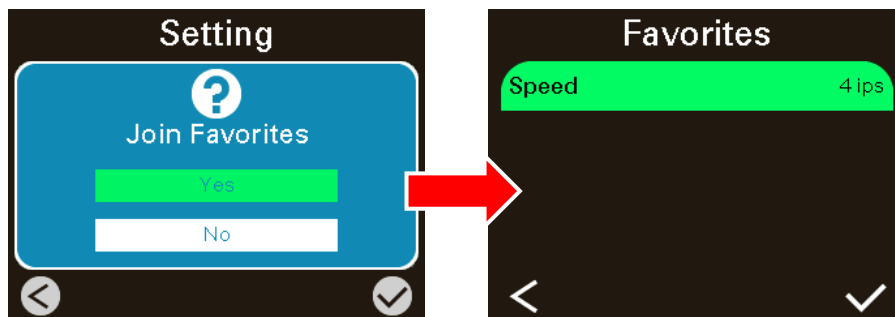 Setting
?
Join Favorites
Yes
No
Favorites
Speed 4 ips